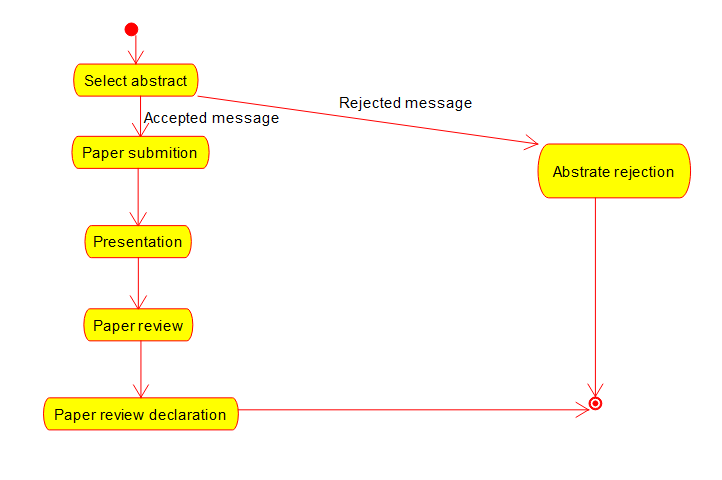 Select abstract
Rejected message
Accepted message
Paper submition
Abstrate rejection
Presentation
Paper review
Paper review declaration